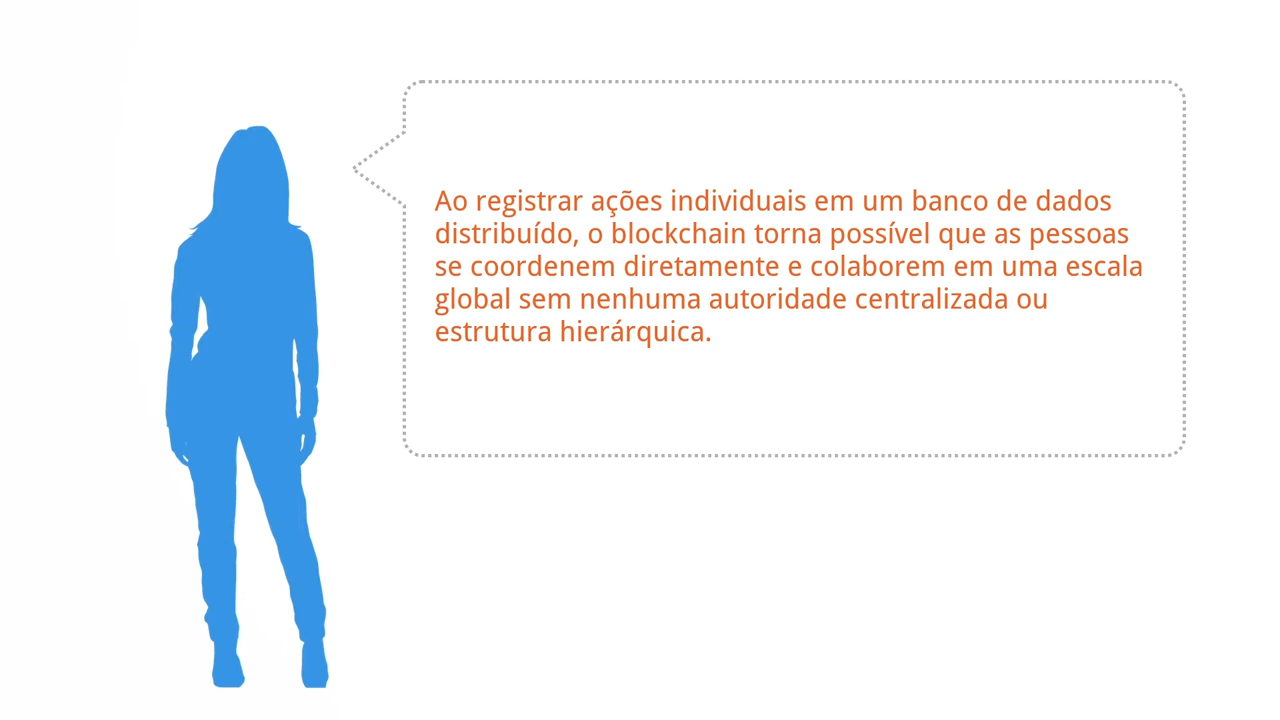 Ao registrar ações individuais em um banco de dados
distribuído, o blockchain torna possível que as pessoas
se coordenem diretamente e colaborem em uma escala
global sem nenhuma autoridade centralizada ou
estrutura hierárquica.